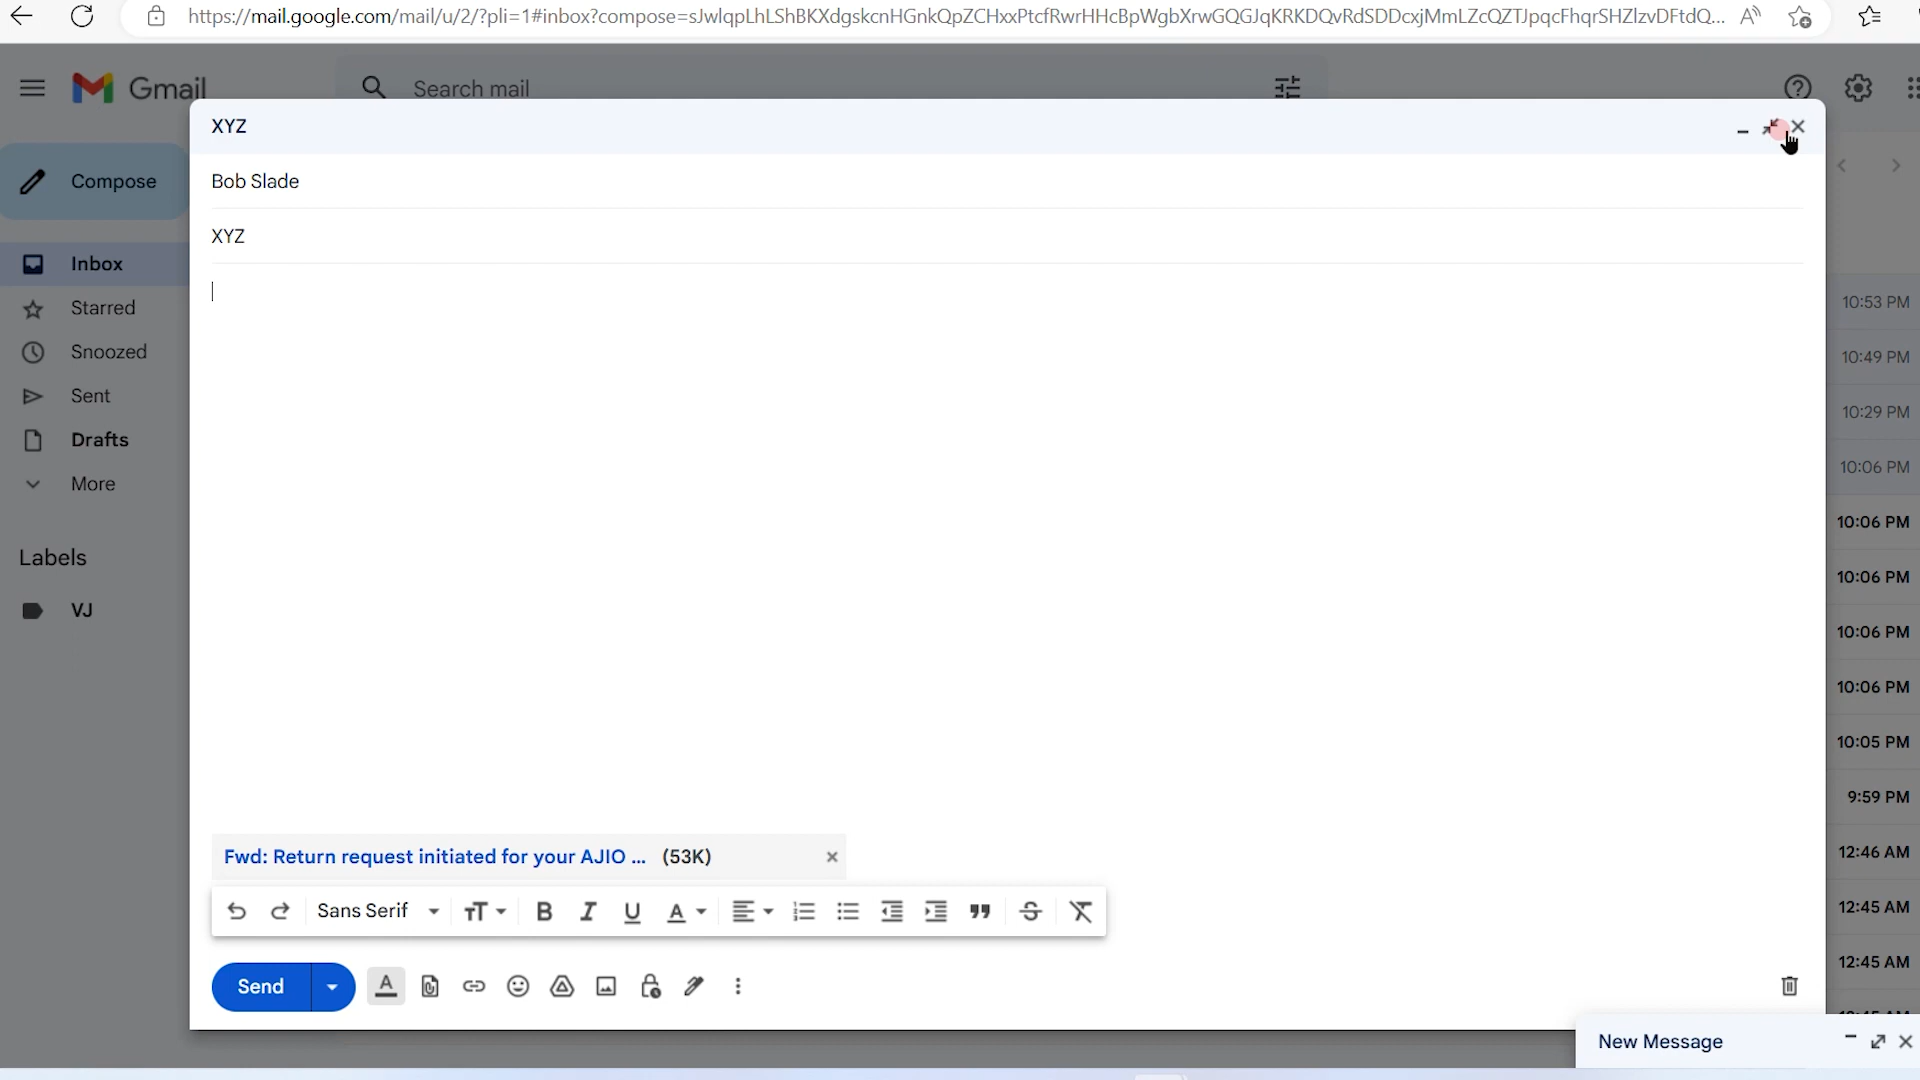 https://mail.google.com/mail/u/2/?pli=1#inbox?compose=sJwlqpLhLShBKXdgskcnHGnkQpZCHxxPtcfRwrHHcBpWgbXrwGQGJqKRKDQvRdSDDcxjMmLZcQZTJpqcFhqrSHZlzvDFtdQ...
Gmail
Search mail
XYZ
Compose
Bob Slade
XYZ
Inbox
Starred
10:53 PM
Snoozed
10:49 PM
Sent
10:29 PM
Drafts
10:06 PM
More
10:06 PM
Labels
10:06 PM
VJ
10:06 PM
10:06 PM
10:05 PM
9:59 PM
Fwd: Return request initiated for your AJIO ... (53K)
12:46 AM
Sans Serif
12:45 AM
12:45 AM
Send
New Message